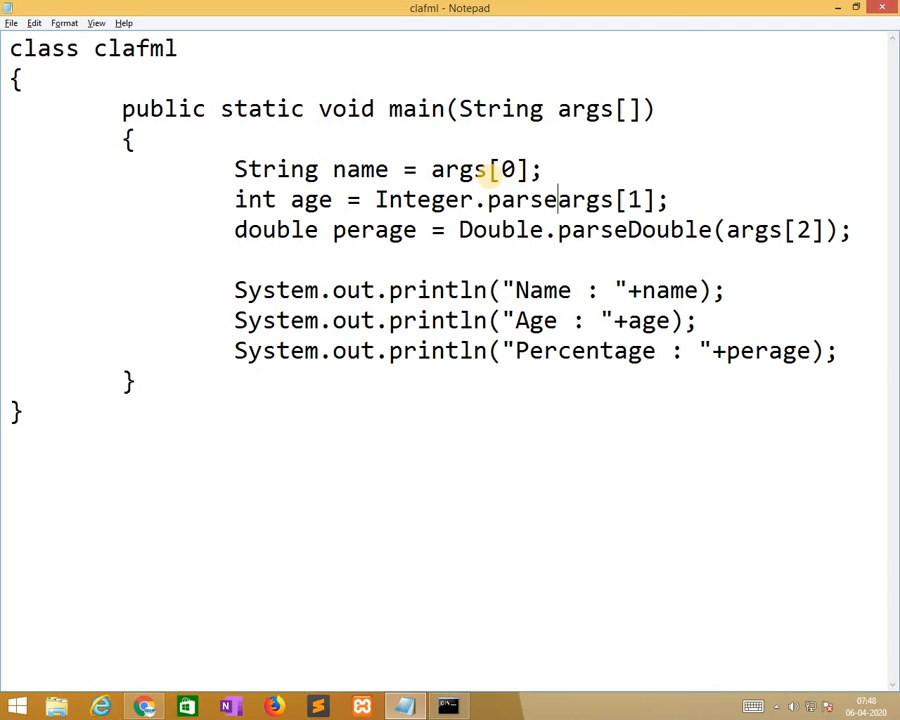 clafml - Notepad
File Edit Format View Help
class clafml
{
public static void main(String args[])
{
String name = args[0];
int age = Integer.parseargs[1];
double perage = Double.parseDouble(args[2]);
System.out.println("Name : "+name);
System.out.println("Age : "+age);
System.out.println("Percentage : "+perage);
}
}
07:48
06-04-2020